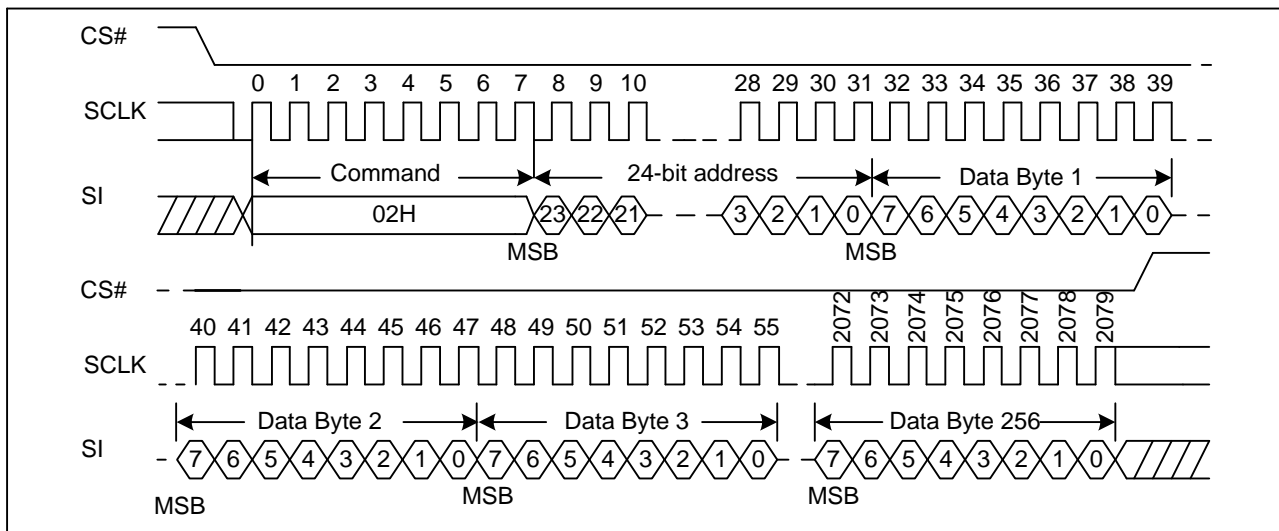 CS#
0 1 2 3 4 5 6 7 8 9 10 28 29 30 31 32 33 34 35 36 37 38 39
SCLK
Command 24-bit address Data Byte 1
SI
02H 23 22 21 3 2 1 0 7 6 5 4 3 2 1 0
MSB MSB
CS#
40 41 42 43 44 45 46 47 48 49 50 51 52 53 54 55 2072 2073 2074 2075 2076 2077 2078 2079
SCLK
Data Byte 2 Data Byte 3 Data Byte 256
SI
7 6 5 4 3 2 1 0 7 6 5 4 3 2 1 0 7 6 5 4 3 2 1 0
MSB MSB MSB